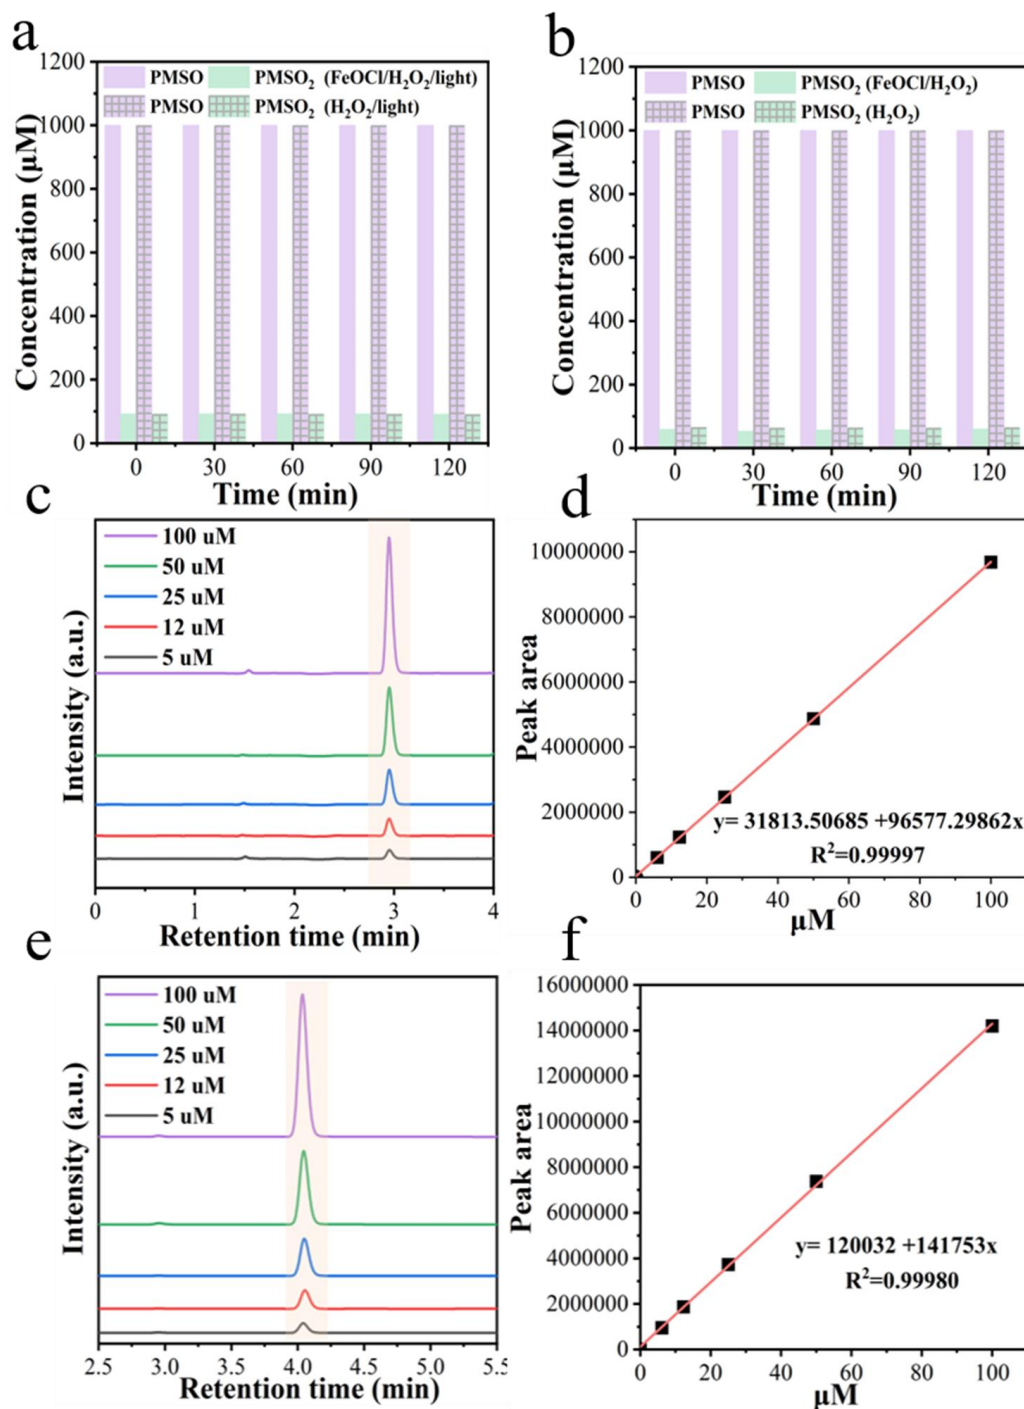 a
1200
1000
800
600
400
200
0
Concentration (μM)
PMSO PMSO₂ (FeOCl/H₂O₂/light)
PMSO PMSO₂ (H₂O₂/light)
0 30 60 90 120
Time (min)
b
1200
1000
800
600
400
200
0
Concentration (μM)
PMSO PMSO₂ (FeOCl/H₂O₂)
PMSO PMSO₂ (H₂O₂)
0 30 60 90 120
Time (min)
c
100 uM
50 uM
25 uM
12 uM
5 uM
Intensity (a.u.)
0 1 2 3 4
Retention time (min)
d
10000000
8000000
6000000
4000000
2000000
0
Peak area
y= 31813.50685 +96577.29862x
R²=0.99997
0 20 40 60 80 100
μM
e
100 uM
50 uM
25 uM
12 uM
5 uM
Intensity (a.u.)
2.5 3.0 3.5 4.0 4.5 5.0 5.5
Retention time (min)
f
16000000
14000000
12000000
10000000
8000000
6000000
4000000
2000000
0
Peak area
y= 120032 +141753x
R²=0.99980
0 20 40 60 80 100
μM